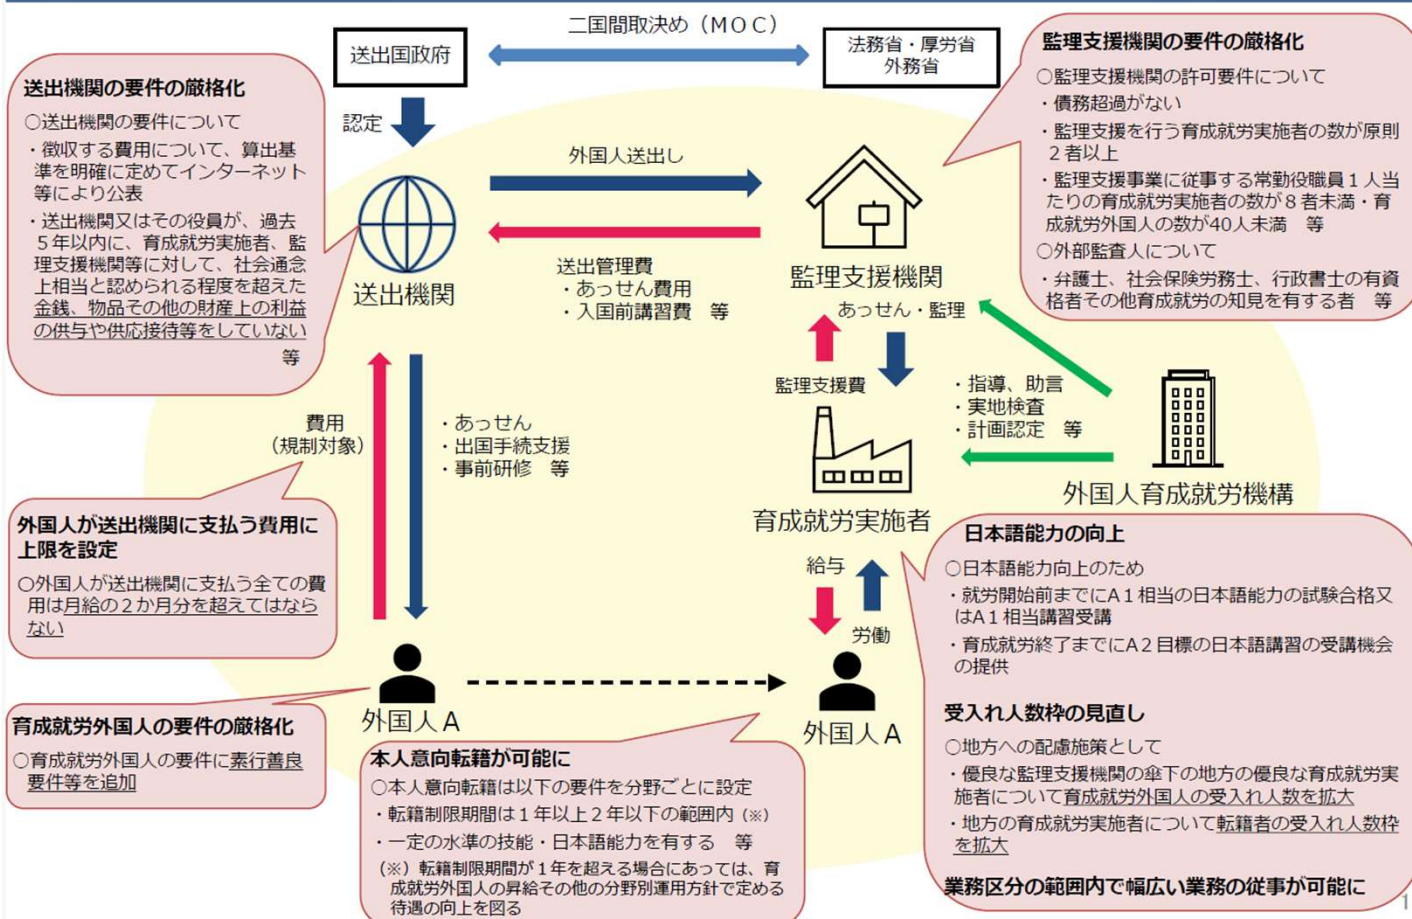 二国間取決め（ＭＯＣ）
送出国政府
法務省・厚労省
外務省
認定
送出機関の要件の厳格化
○送出機関の要件について
・徴収する費用について、算出基
準を明確に定めてインターネット
等により公表
・送出機関又はその役員が、過去
５年以内に、育成就労実施者、監
理支援機関等に対して、社会通念
上相当と認められる程度を超えた
金銭、物品その他の財産上の利益
の供与や供応接待等をしていない
等
監理支援機関の要件の厳格化
○監理支援機関の許可要件について
・債務超過がない
・監理支援を行う育成就労実施者の数が原則
２者以上
・監理支援事業に従事する常勤役職員１人当
たりの育成就労実施者の数が８者未満・育
成就労外国人の数が40人未満　等
○外部監査人について
・弁護士、社会保険労務士、行政書士の有資
格者その他育成就労の知見を有する者　等
外国人送出し
送出機関
送出管理費
・あっせん費用
・入国前講習費　等
監理支援機関
あっせん・監理
監理支援費
・指導、助言
・実地検査
・計画認定　等
外国人育成就労機構
育成就労実施者
費用
（規制対象）
・あっせん
・出国手続支援
・事前研修　等
外国人が送出機関に支払う費用に
上限を設定
○外国人が送出機関に支払う全ての費
用は月給の２か月分を超えてはなら
ない
給与
労働
日本語能力の向上
○日本語能力向上のため
・就労開始前までにA１相当の日本語能力の試験合格又
はA１相当講習受講
・育成就労終了までにA２目標の日本語講習の受講機会
の提供
受入れ人数枠の見直し
○地方への配慮施策として
・優良な監理支援機関の傘下の地方の優良な育成就労実
施者について育成就労外国人の受入れ人数を拡大
・地方の育成就労実施者について転籍者の受入れ人数枠
を拡大
業務区分の範囲内で幅広い業務の従事が可能に
外国人Ａ
外国人Ａ
育成就労外国人の要件の厳格化
○育成就労外国人の要件に素行善良
要件等を追加
本人意向転籍が可能に
○本人意向転籍は以下の要件を分野ごとに設定
・転籍制限期間は１年以上２年以下の範囲内（※）
・一定の水準の技能・日本語能力を有する　等
（※）転籍制限期間が１年を超える場合にあっては、育
成就労外国人の昇給その他の分野別運用方針で定める
待遇の向上を図る
1